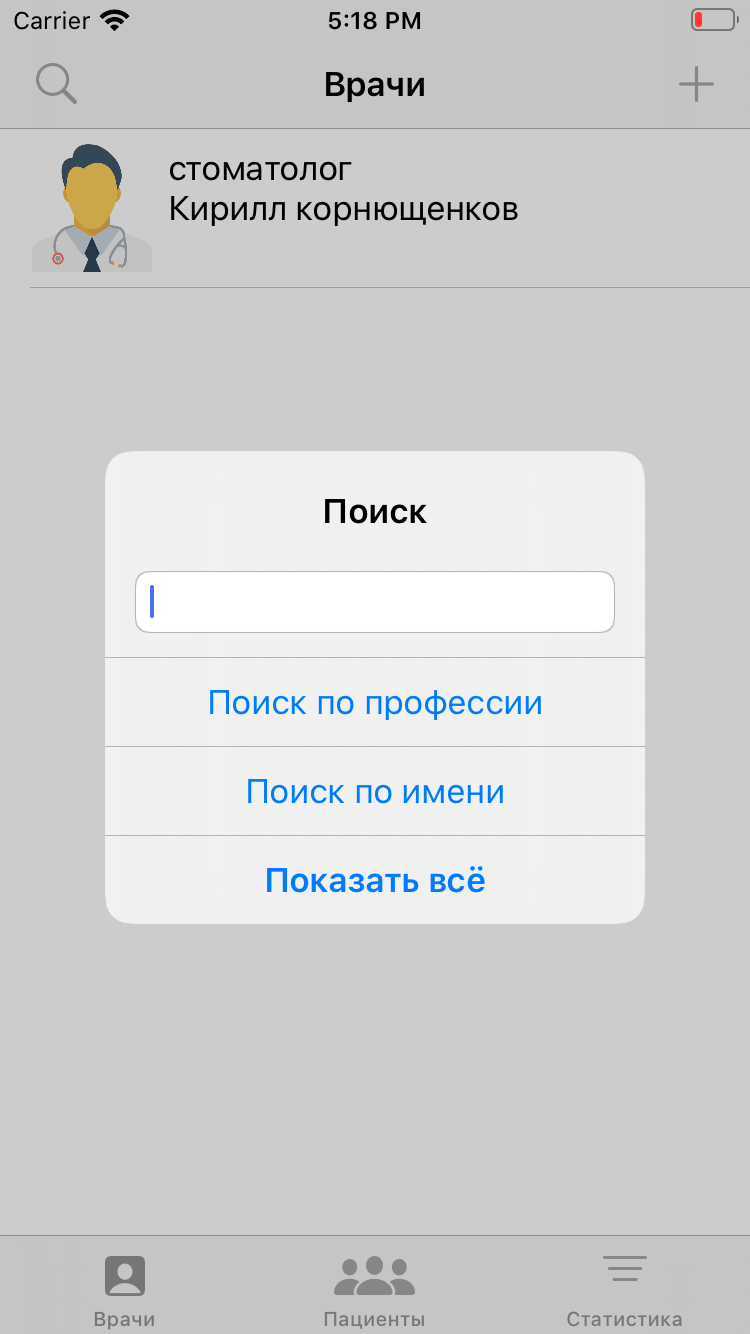 Carrier 5:18 PM
Врачи
стоматолог
Кирилл корнющенков
Поиск
Поиск по профессии
Поиск по имени
Показать всё
Врачи Пациенты Статистика